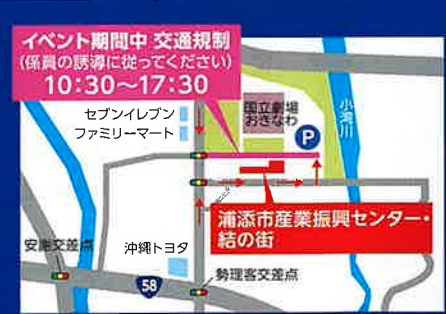 イベント期間中 交通規制
(係員の誘導に従ってください)
10:30〜17:30
セブンイレブン
ファミリーマート
国立劇場
おきなわ
P
小湾川
浦添市産業振興センター・
結の街
安謝交差点
沖縄トヨタ
58
勢理客交差点